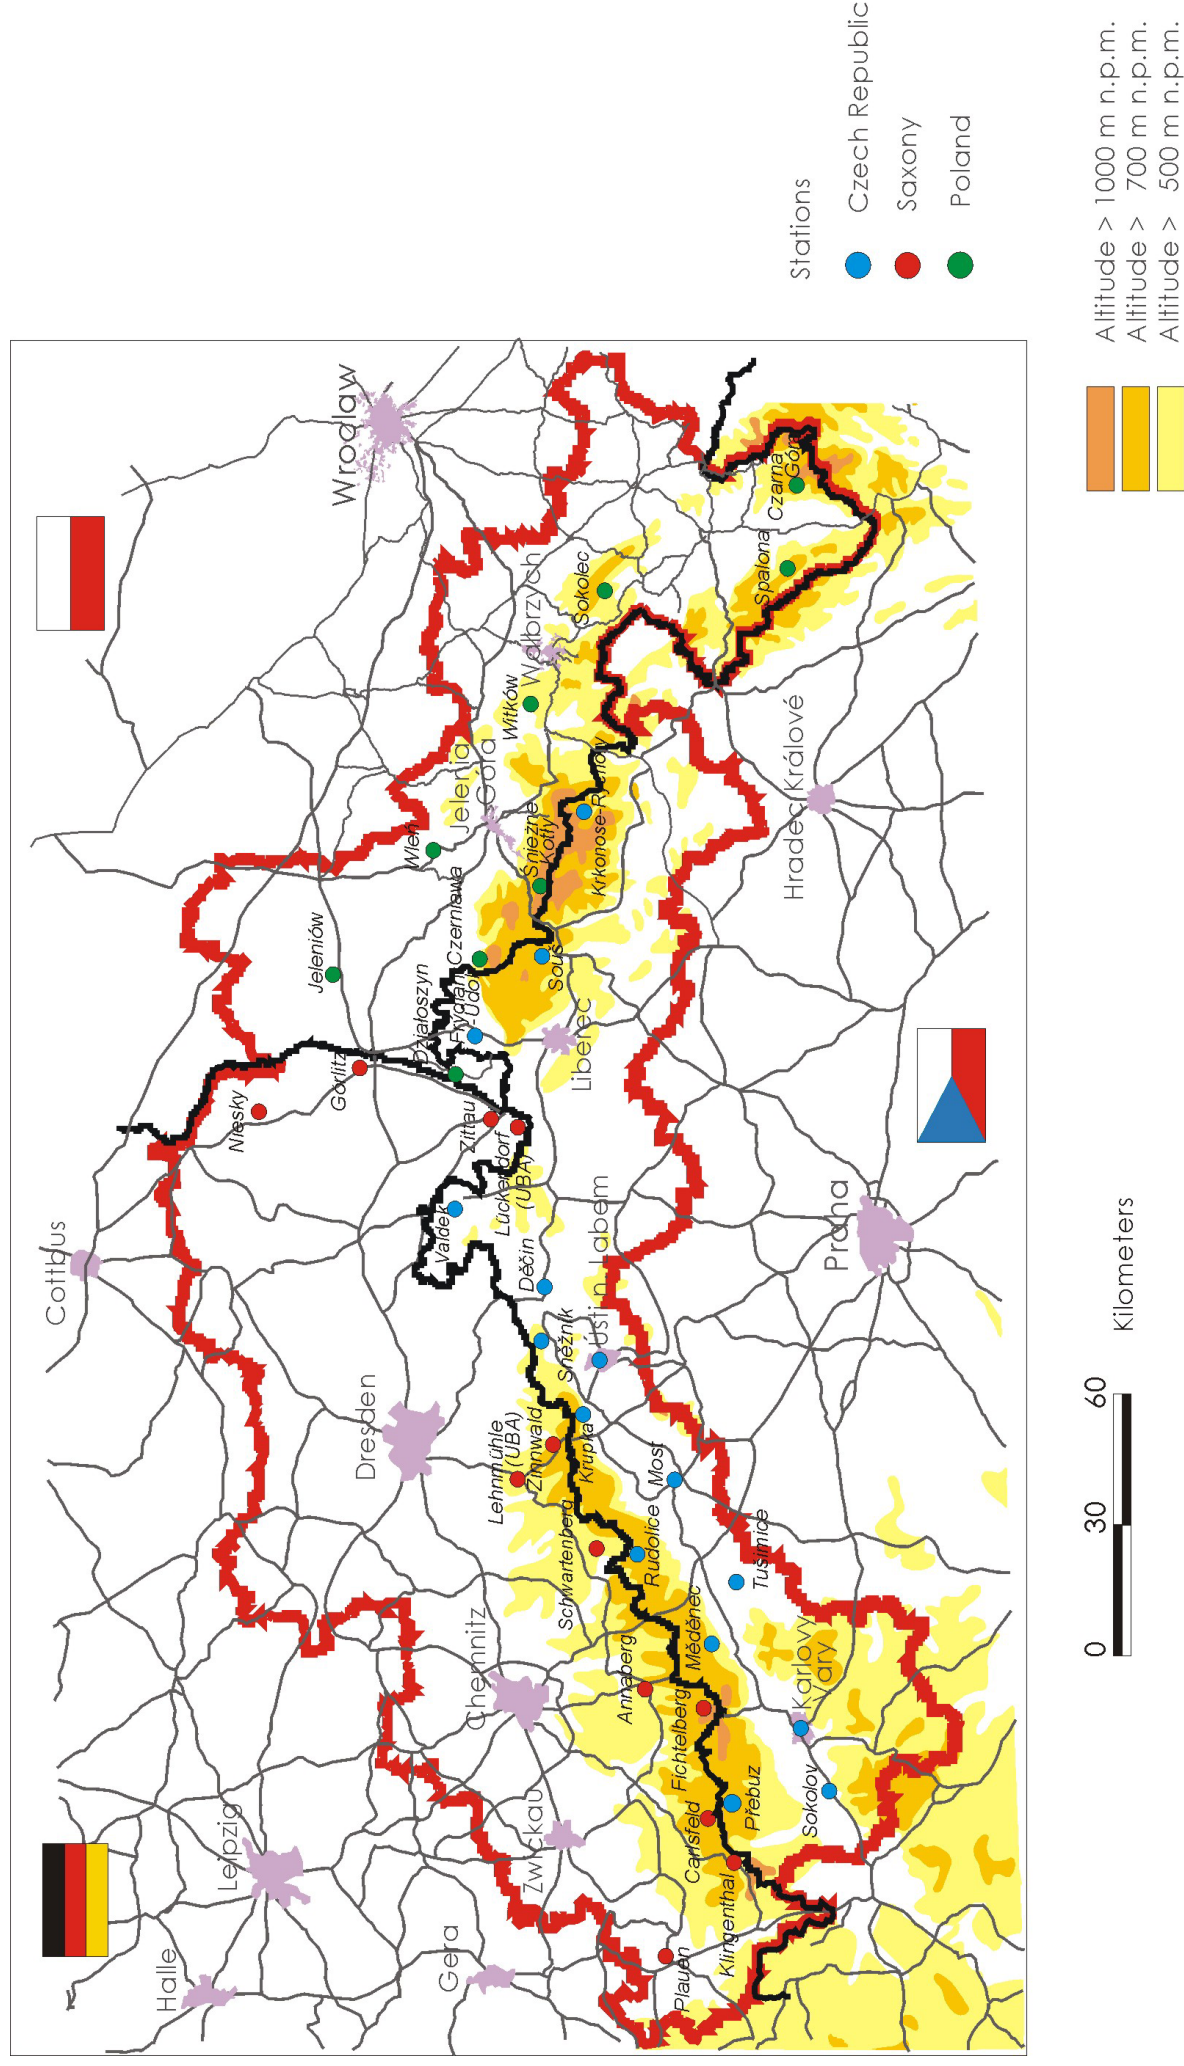 Halle
Leipzig
Gera
Zwickau
Chemnitz
Dresden
Cottbus
Wrocław
Wałbrzych
Jelenia
Góra
Liberec
Hradec Králové
Praha
Ústí n. Labem
Karlovy
Vary
Plauen
Klingenthal
Carlsfeld
Přebuz
Sokolov
Fichtelberg
Annaberg
Měděnec
Schwartenberg
Rudolice
Tušimice
Most
Lehnmühle
(UBA)
Zinnwald
Krupka
Sněžník
Děčín
Valdek
Lückendorf
(UBA)
Zittau
Niesky
Görlitz
Działoszyn
Frýdlant
-Údolí
Czerniawa
Jeleniów
Wleń
Souš
Śnieżne
Kotły
Krkonose-Rýchory
Witków
Sokolec
Spalona
Czarna
Góra
0 30 60
Kilometers
Stations
Czech Republic
Saxony
Poland
Altitude > 1000 m n.p.m.
Altitude > 700 m n.p.m.
Altitude > 500 m n.p.m.